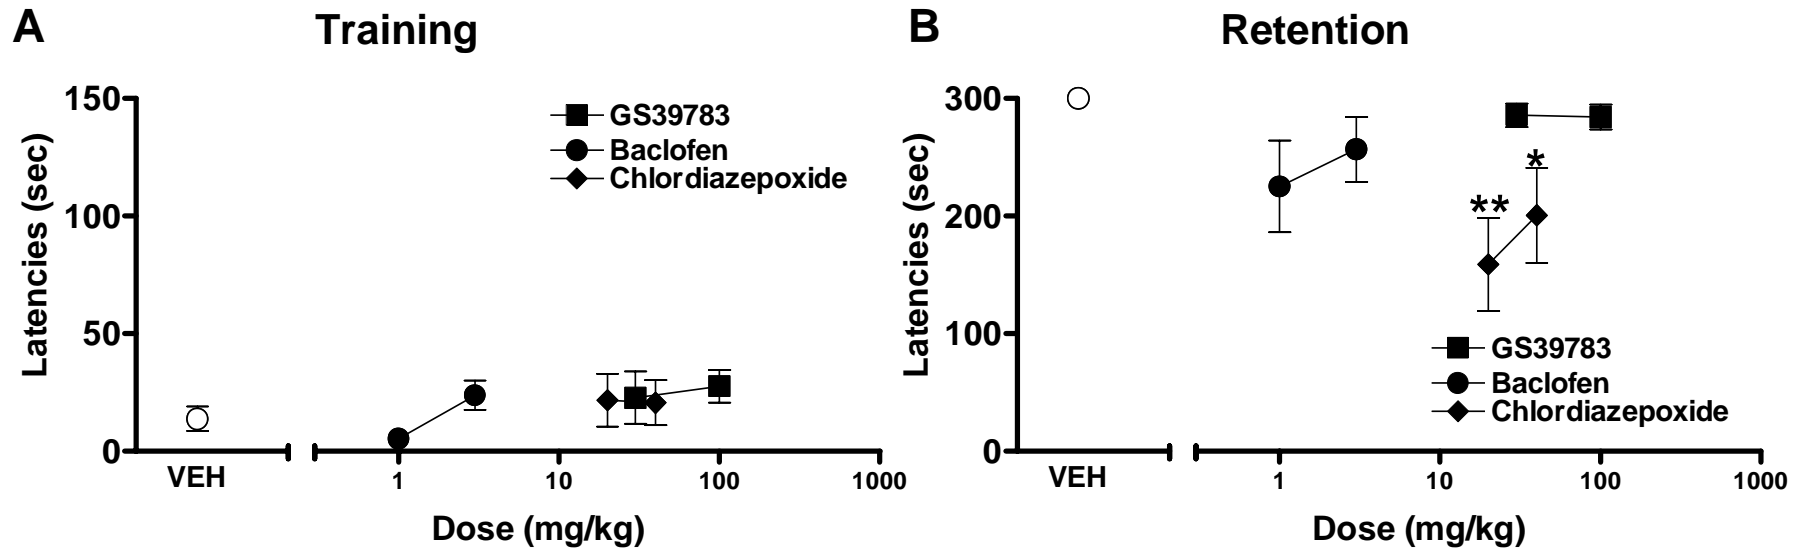 A
Training
150
100
50
0
Latencies (sec)
GS39783
Baclofen
Chlordiazepoxide
VEH
1
10
100
1000
Dose (mg/kg)
B
Retention
300
200
100
0
Latencies (sec)
**
*
GS39783
Baclofen
Chlordiazepoxide
VEH
1
10
100
1000
Dose (mg/kg)